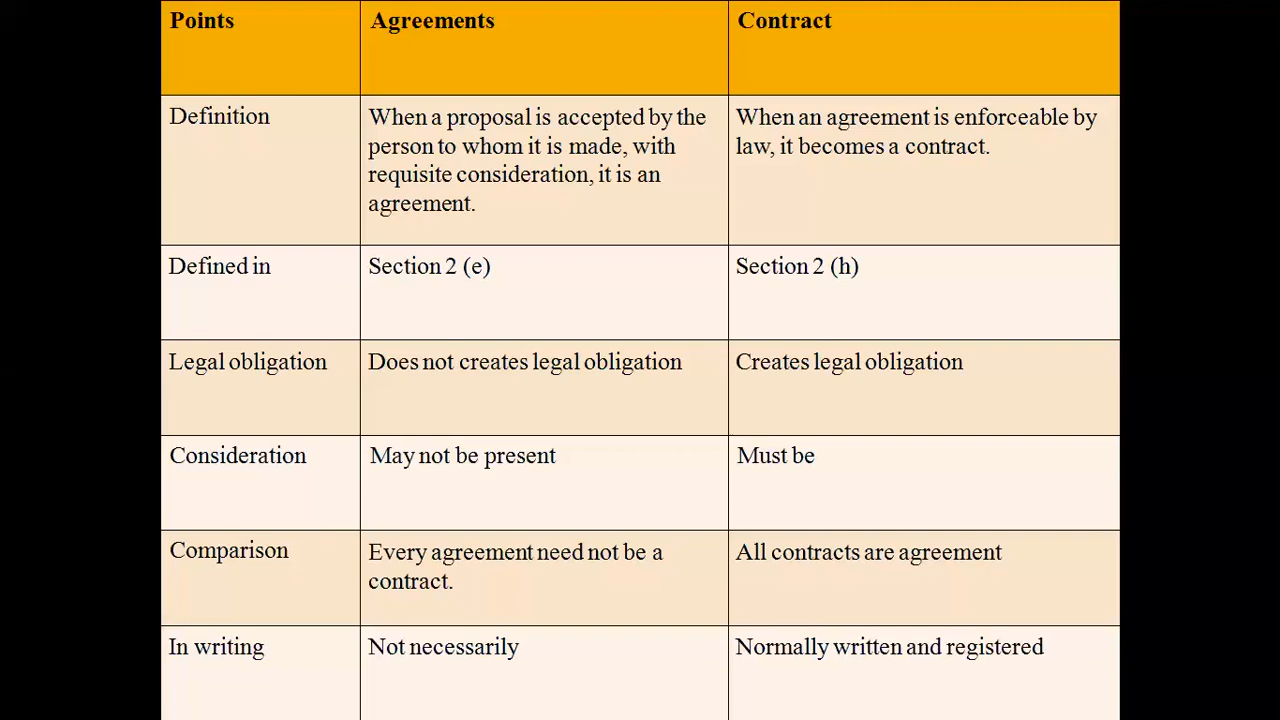 Points Agreements Contract
Definition When a proposal is accepted by the When an agreement is enforceable by
person to whom it is made, with law, it becomes a contract.
requisite consideration, it is an
agreement.
Defined in Section 2 (e) Section 2 (h)
Legal obligation Does not creates legal obligation Creates legal obligation
Consideration May not be present Must be
Comparison Every agreement need not be a All contracts are agreement
contract.
In writing Not necessarily Normally written and registered